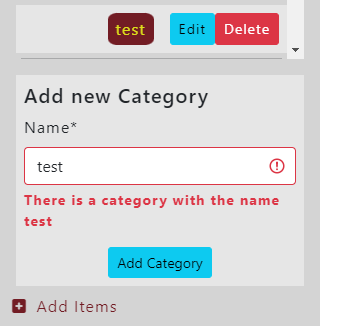 test Edit Delete
Add new Category
Name*
test
There is a category with the name
test
Add Category
Add Items